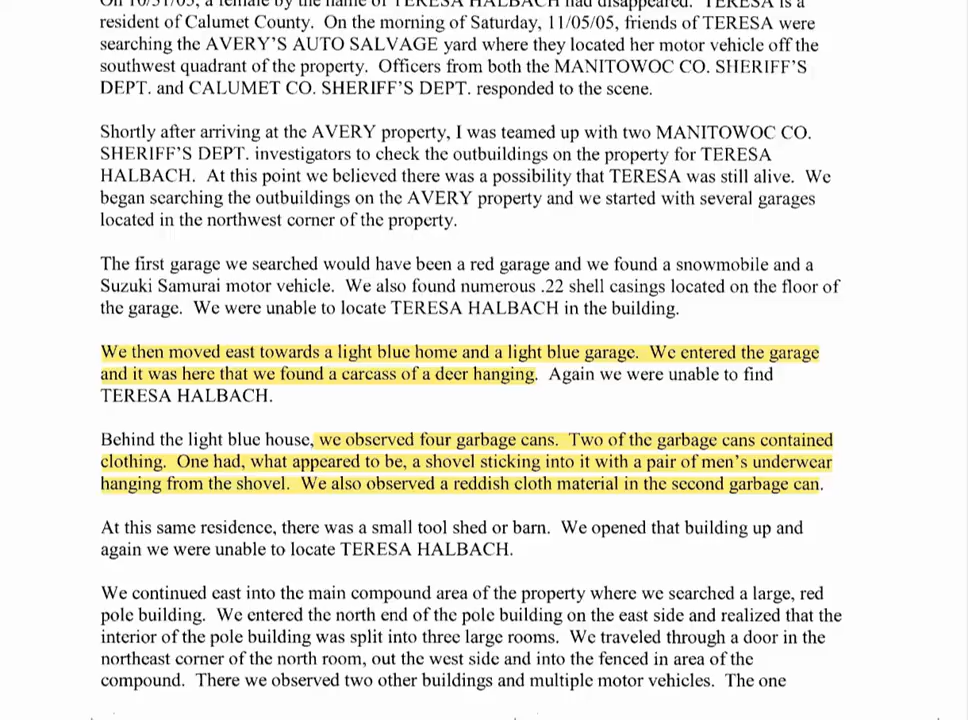 On 10/31/05, a female by the name of TERESA HALBACH had disappeared. TERESA is a
resident of Calumet County. On the morning of Saturday, 11/05/05, friends of TERESA were
searching the AVERY'S AUTO SALVAGE yard where they located her motor vehicle off the
southwest quadrant of the property. Officers from both the MANITOWOC CO. SHERIFF'S
DEPT. and CALUMET CO. SHERIFF'S DEPT. responded to the scene.
Shortly after arriving at the AVERY property, I was teamed up with two MANITOWOC CO.
SHERIFF'S DEPT. investigators to check the outbuildings on the property for TERESA
HALBACH. At this point we believed there was a possibility that TERESA was still alive. We
began searching the outbuildings on the AVERY property and we started with several garages
located in the northwest corner of the property.
The first garage we searched would have been a red garage and we found a snowmobile and a
Suzuki Samurai motor vehicle. We also found numerous .22 shell casings located on the floor of
the garage. We were unable to locate TERESA HALBACH in the building.
We then moved east towards a light blue home and a light blue garage. We entered the garage
and it was here that we found a carcass of a deer hanging. Again we were unable to find
TERESA HALBACH.
Behind the light blue house, we observed four garbage cans. Two of the garbage cans contained
clothing. One had, what appeared to be, a shovel sticking into it with a pair of men's underwear
hanging from the shovel. We also observed a reddish cloth material in the second garbage can.
At this same residence, there was a small tool shed or barn. We opened that building up and
again we were unable to locate TERESA HALBACH.
We continued east into the main compound area of the property where we searched a large, red
pole building. We entered the north end of the pole building on the east side and realized that the
interior of the pole building was split into three large rooms. We traveled through a door in the
northeast corner of the north room, out the west side and into the fenced in area of the
compound. There we observed two other buildings and multiple motor vehicles. The one